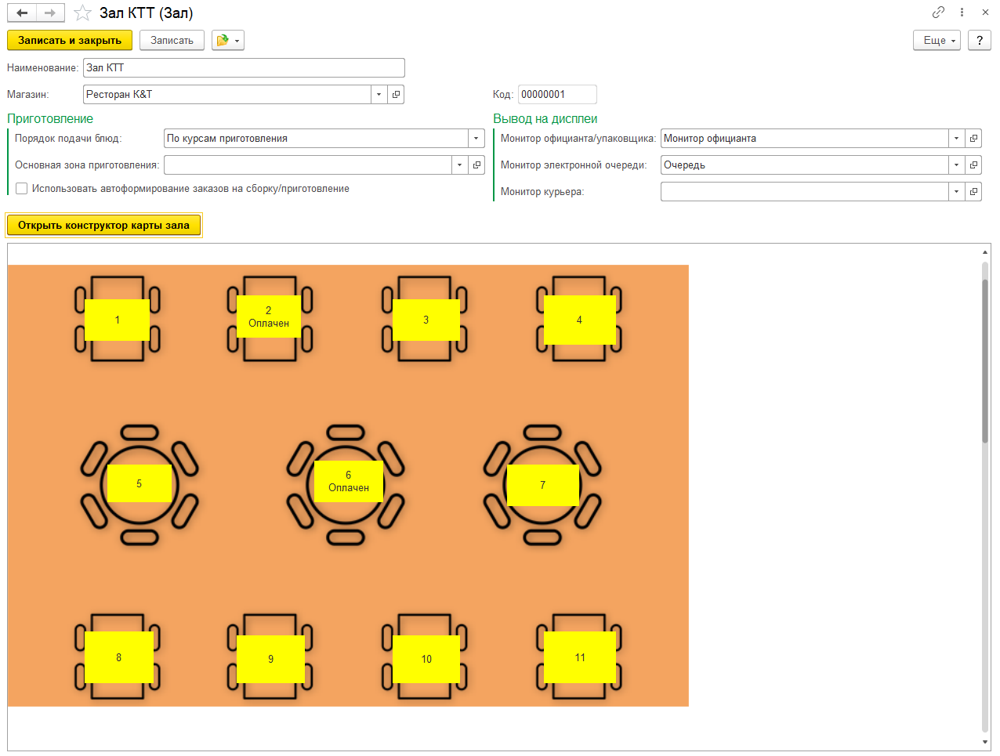 Зал КТТ (Зал)
Записать и закрыть
Записать
Еще
?
Наименование: Зал КТТ
Магазин: Ресторан К&Т
Код: 00000001
Приготовление
Вывод на дисплеи
Порядок подачи блюд: По курсам приготовления
Монитор официанта/упаковщика: Монитор официанта
Основная зона приготовления:
Монитор электронной очереди: Очередь
Использовать автоформирование заказов на сборку/приготовление
Монитор курьера:
Открыть конструктор карты зала
1
2
Оплачен
3
4
5
6
Оплачен
7
8
9
10
11